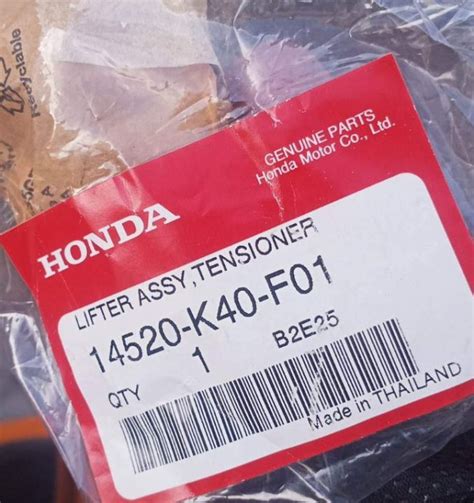 Recyclable
GENUINE PARTS
Honda Motor Co., Ltd.
HONDA
LIFTER ASSY,TENSIONER
14520-K40-F01
QTY 1 B2E25
Made in THAILAND